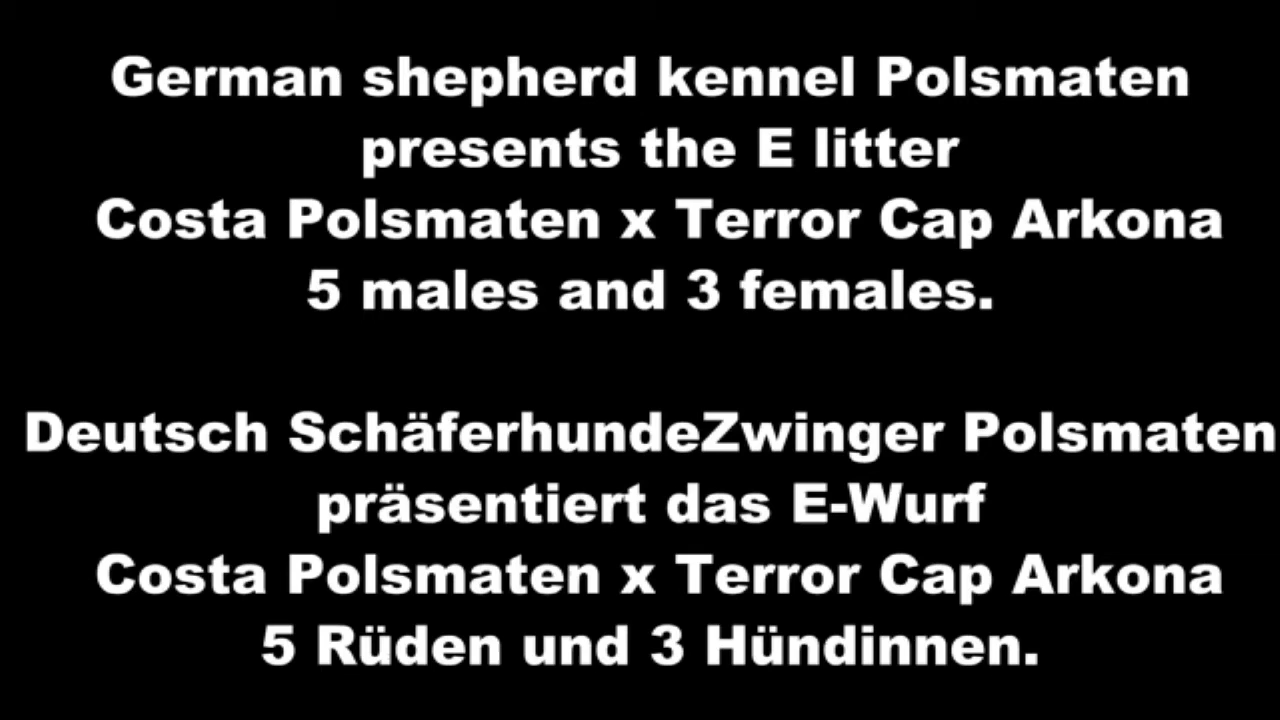 German shepherd kennel Polsmaten
presents the E litter
Costa Polsmaten x Terror Cap Arkona
5 males and 3 females.
Deutsch SchäferhundeZwinger Polsmaten
präsentiert das E-Wurf
Costa Polsmaten x Terror Cap Arkona
5 Rüden und 3 Hündinnen.